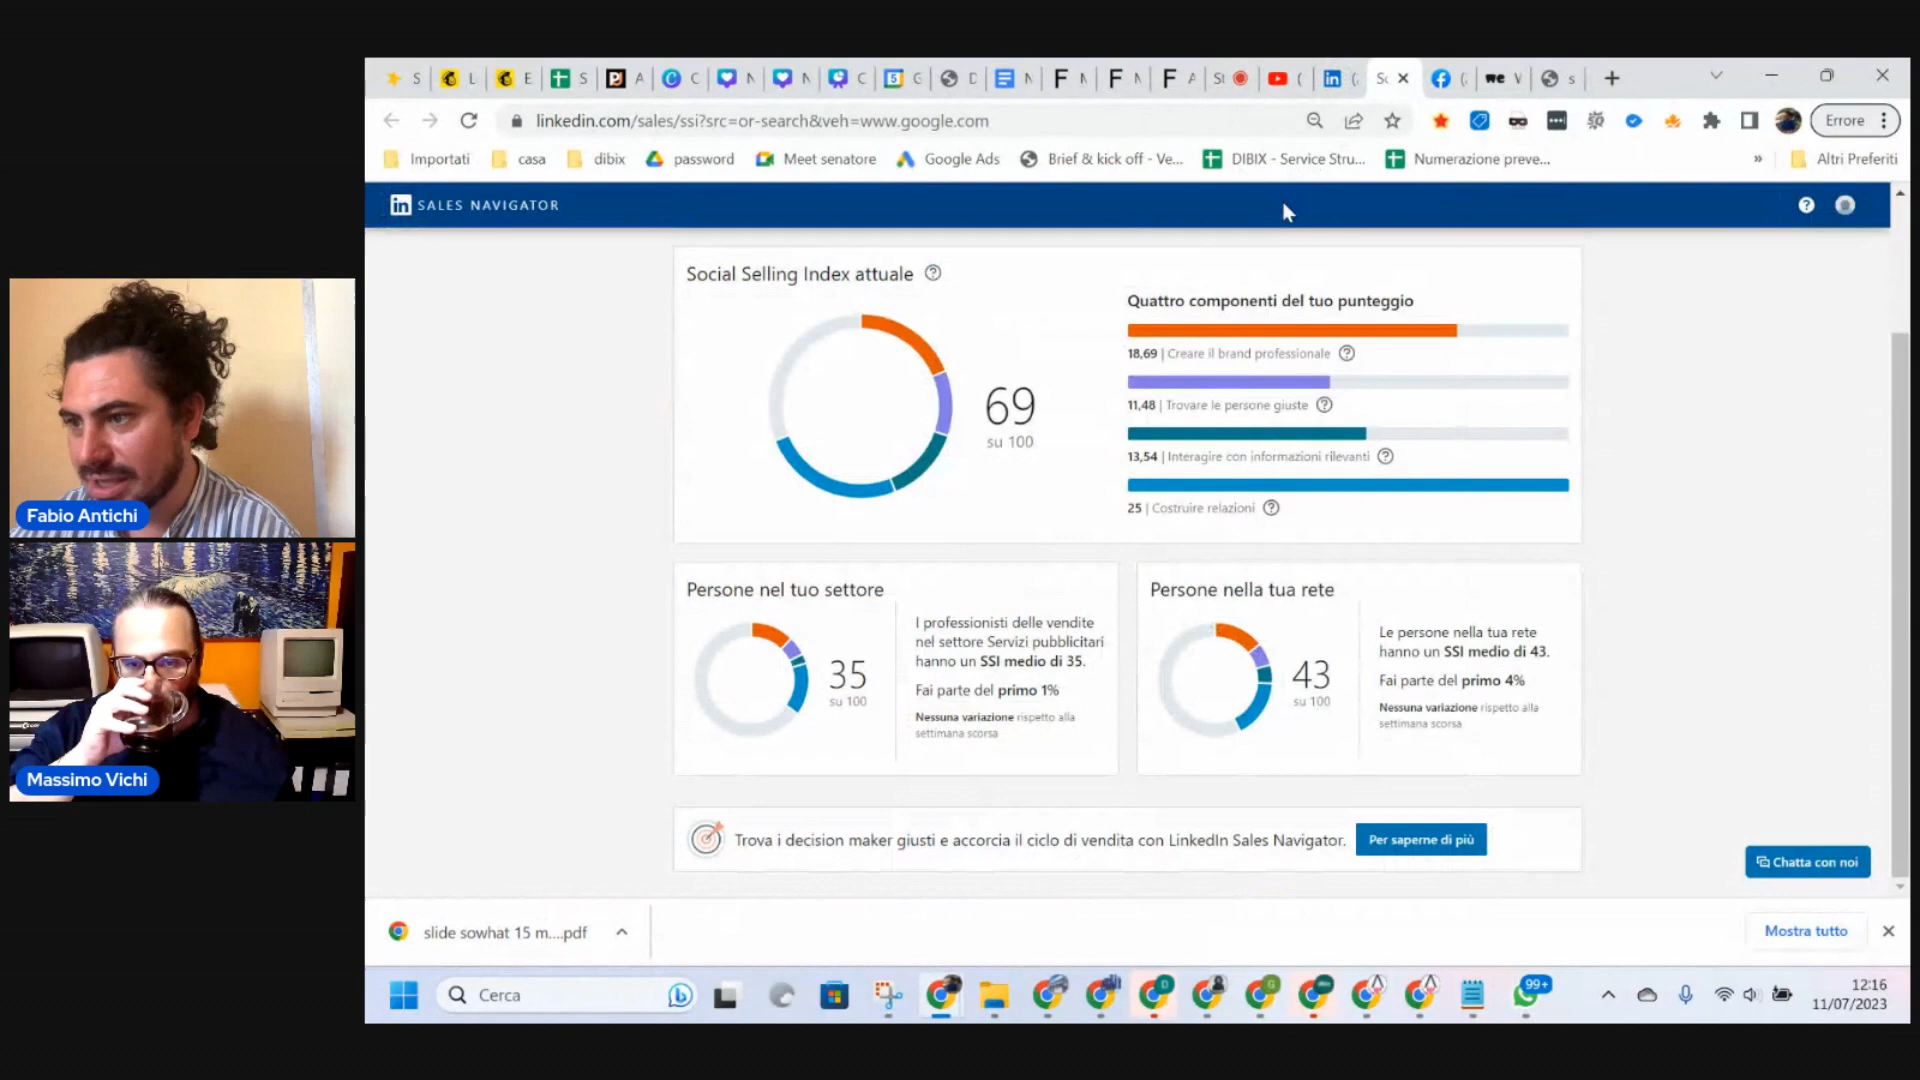 S
L
E
S
A
C
N
N
C
5
G
D
N
F
M
F
M
F
A
St
(
in
(
Sc
(
we
V
s
linkedin.com/sales/ssi?src=or-search&veh=www.google.com
Errore
Importati
casa
dibix
password
Meet senatore
Google Ads
Brief & kick off - Ve...
DIBIX - Service Stru...
Numerazione preve...
»
Altri Preferiti
in SALES NAVIGATOR
Social Selling Index attuale
69
su 100
Quattro componenti del tuo punteggio
18,69 | Creare il brand professionale
11,48 | Trovare le persone giuste
13,54 | Interagire con informazioni rilevanti
25 | Costruire relazioni
Persone nel tuo settore
35
su 100
I professionisti delle vendite
nel settore Servizi pubblicitari
hanno un SSI medio di 35.
Fai parte del primo 1%
Nessuna variazione rispetto alla
settimana scorsa
Persone nella tua rete
43
su 100
Le persone nella tua rete
hanno un SSI medio di 43.
Fai parte del primo 4%
Nessuna variazione rispetto alla
settimana scorsa
Trova i decision maker giusti e accorcia il ciclo di vendita con LinkedIn Sales Navigator.
Per saperne di più
Chatta con noi
Fabio Antichi
Massimo Vichi
slide sowhat 15 m....pdf
Mostra tutto
Cerca
99+
12:16
11/07/2023